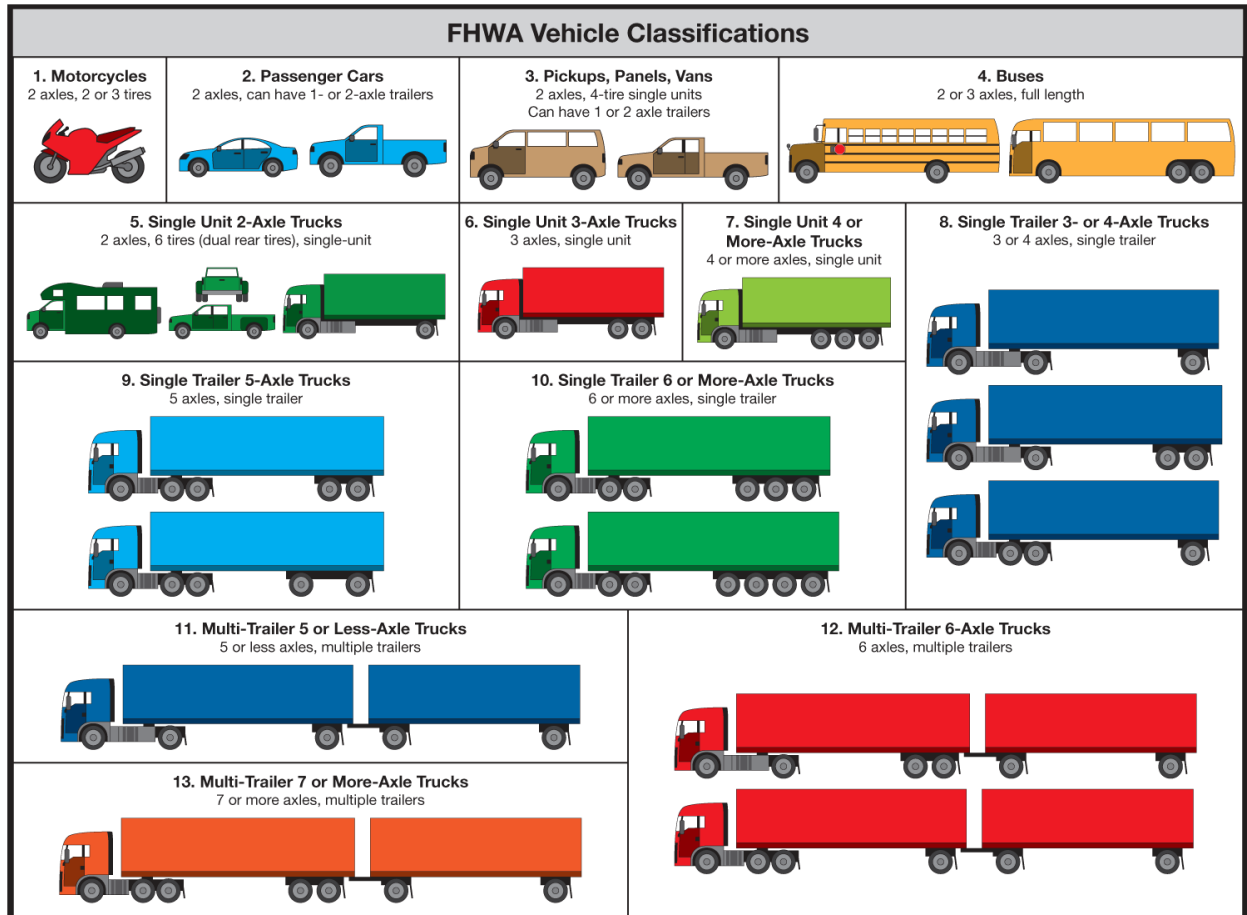 FHWA Vehicle Classifications
1. Motorcycles
2 axles, 2 or 3 tires
2. Passenger Cars
2 axles, can have 1- or 2-axle trailers
3. Pickups, Panels, Vans
2 axles, 4-tire single units
Can have 1 or 2 axle trailers
4. Buses
2 or 3 axles, full length
5. Single Unit 2-Axle Trucks
2 axles, 6 tires (dual rear tires), single-unit
6. Single Unit 3-Axle Trucks
3 axles, single unit
7. Single Unit 4 or
More-Axle Trucks
4 or more axles, single unit
8. Single Trailer 3- or 4-Axle Trucks
3 or 4 axles, single trailer
9. Single Trailer 5-Axle Trucks
5 axles, single trailer
10. Single Trailer 6 or More-Axle Trucks
6 or more axles, single trailer
11. Multi-Trailer 5 or Less-Axle Trucks
5 or less axles, multiple trailers
12. Multi-Trailer 6-Axle Trucks
6 axles, multiple trailers
13. Multi-Trailer 7 or More-Axle Trucks
7 or more axles, multiple trailers